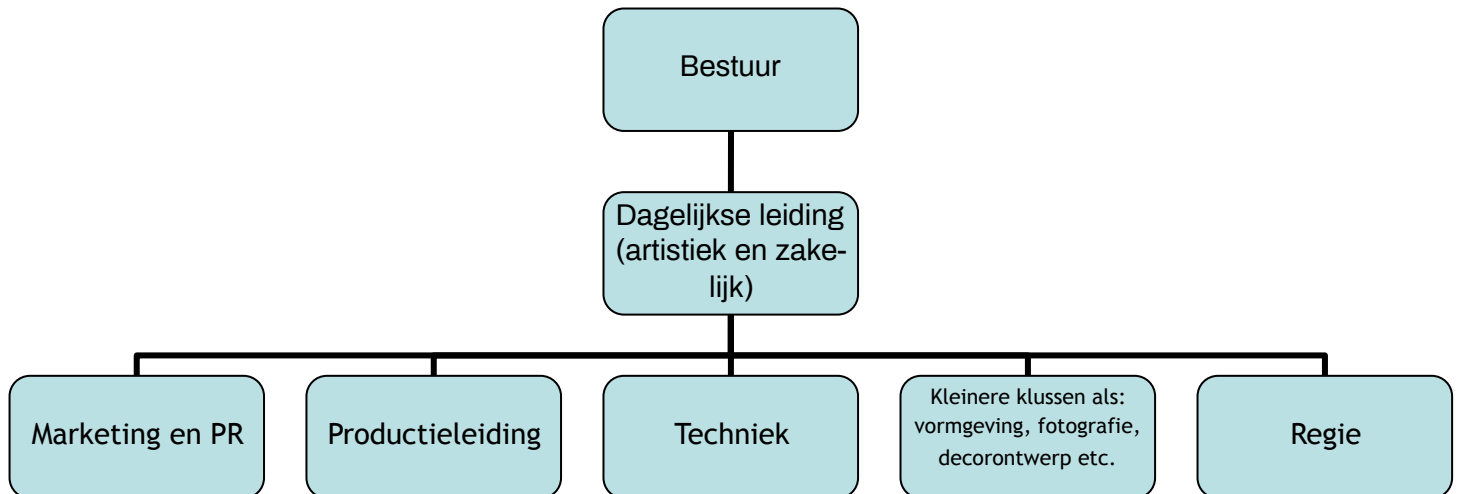 Bestuur
Dagelijkse leiding
(artistiek en zake-
lijk)
Marketing en PR
Productieleiding
Techniek
Kleinere klussen als:
vormgeving, fotografie,
decorontwerp etc.
Regie